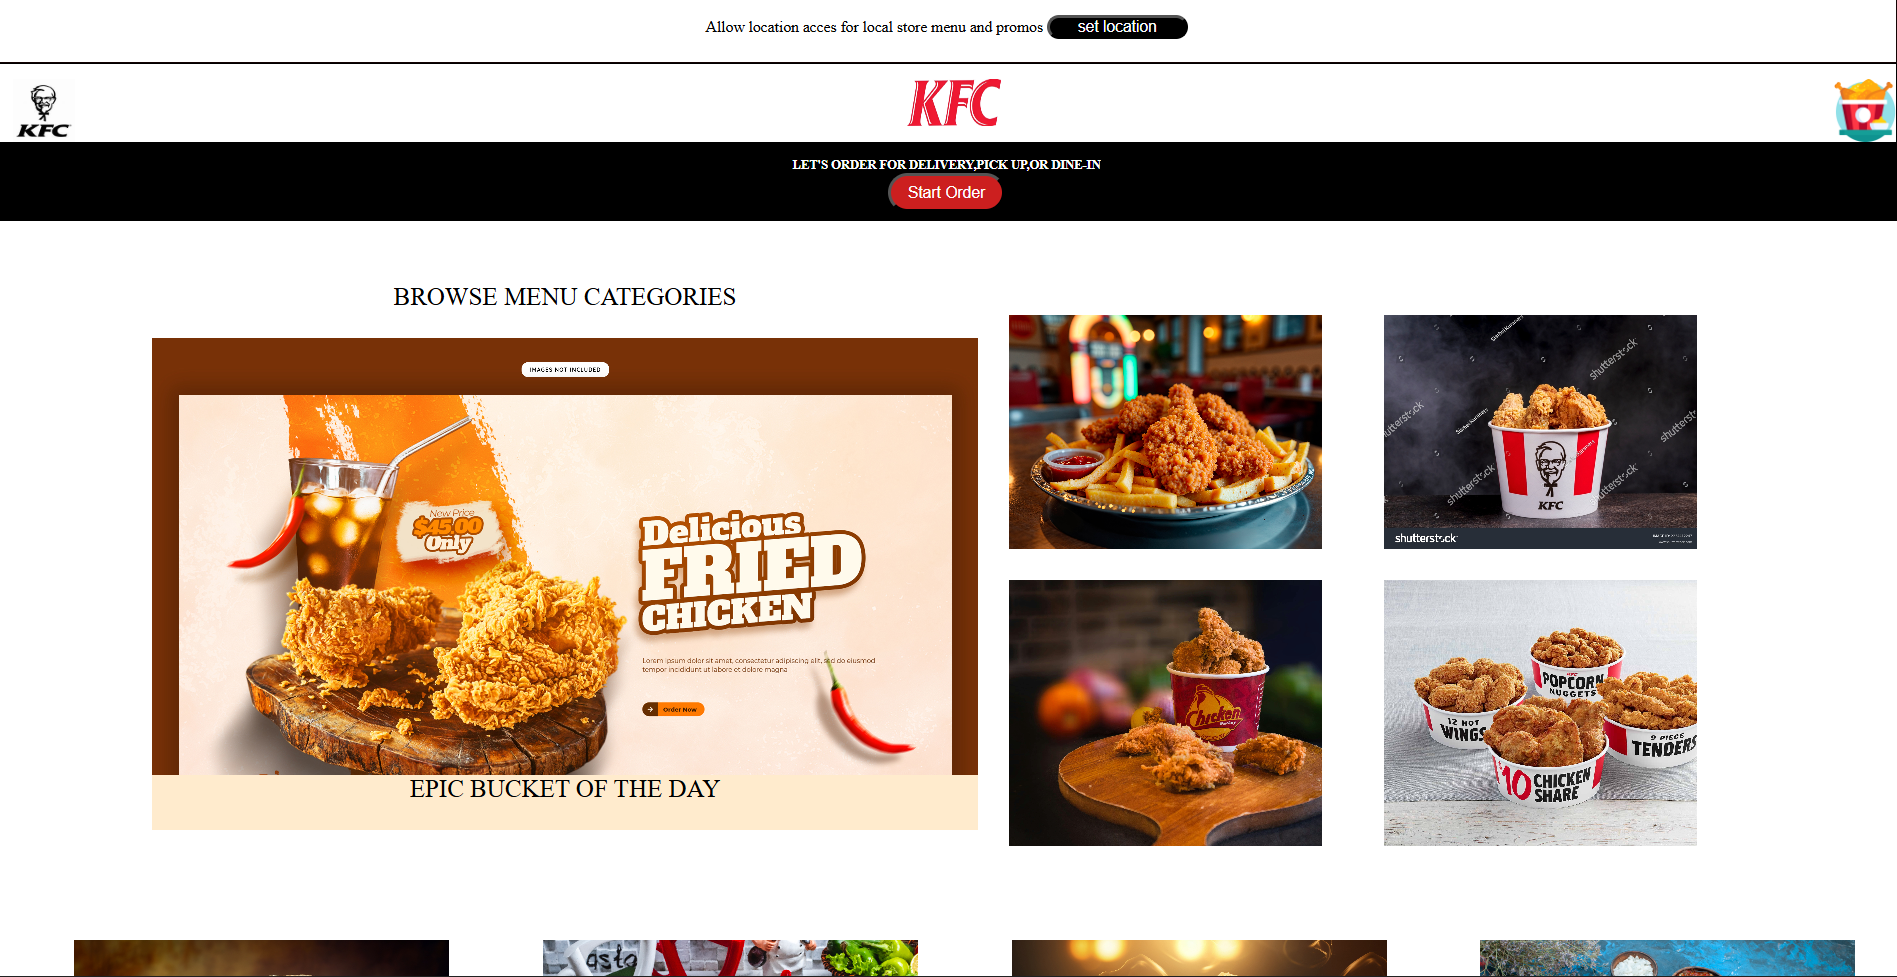 Allow location acces for local store menu and promos set location
KFC
KFC
LET'S ORDER FOR DELIVERY,PICK UP,OR DINE-IN
Start Order
BROWSE MENU CATEGORIES
IMAGES NOT INCLUDED
New Price
$45.00
Only
Delicious
FRIED
CHICKEN
Lorem ipsum dolor sit amet, consectetur adipiscing elit, sed do eiusmod
tempor incididunt ut labore et dolore magna
Order Now
EPIC BUCKET OF THE DAY
shutterstock
shutterstock
shutterstock
shutterstock
shutterstock
KFC
shutterstock
Chicken
POPCORN
NUGGETS
12 HOT
WINGS
9 PIECE
TENDERS
$10 CHICKEN
SHARE